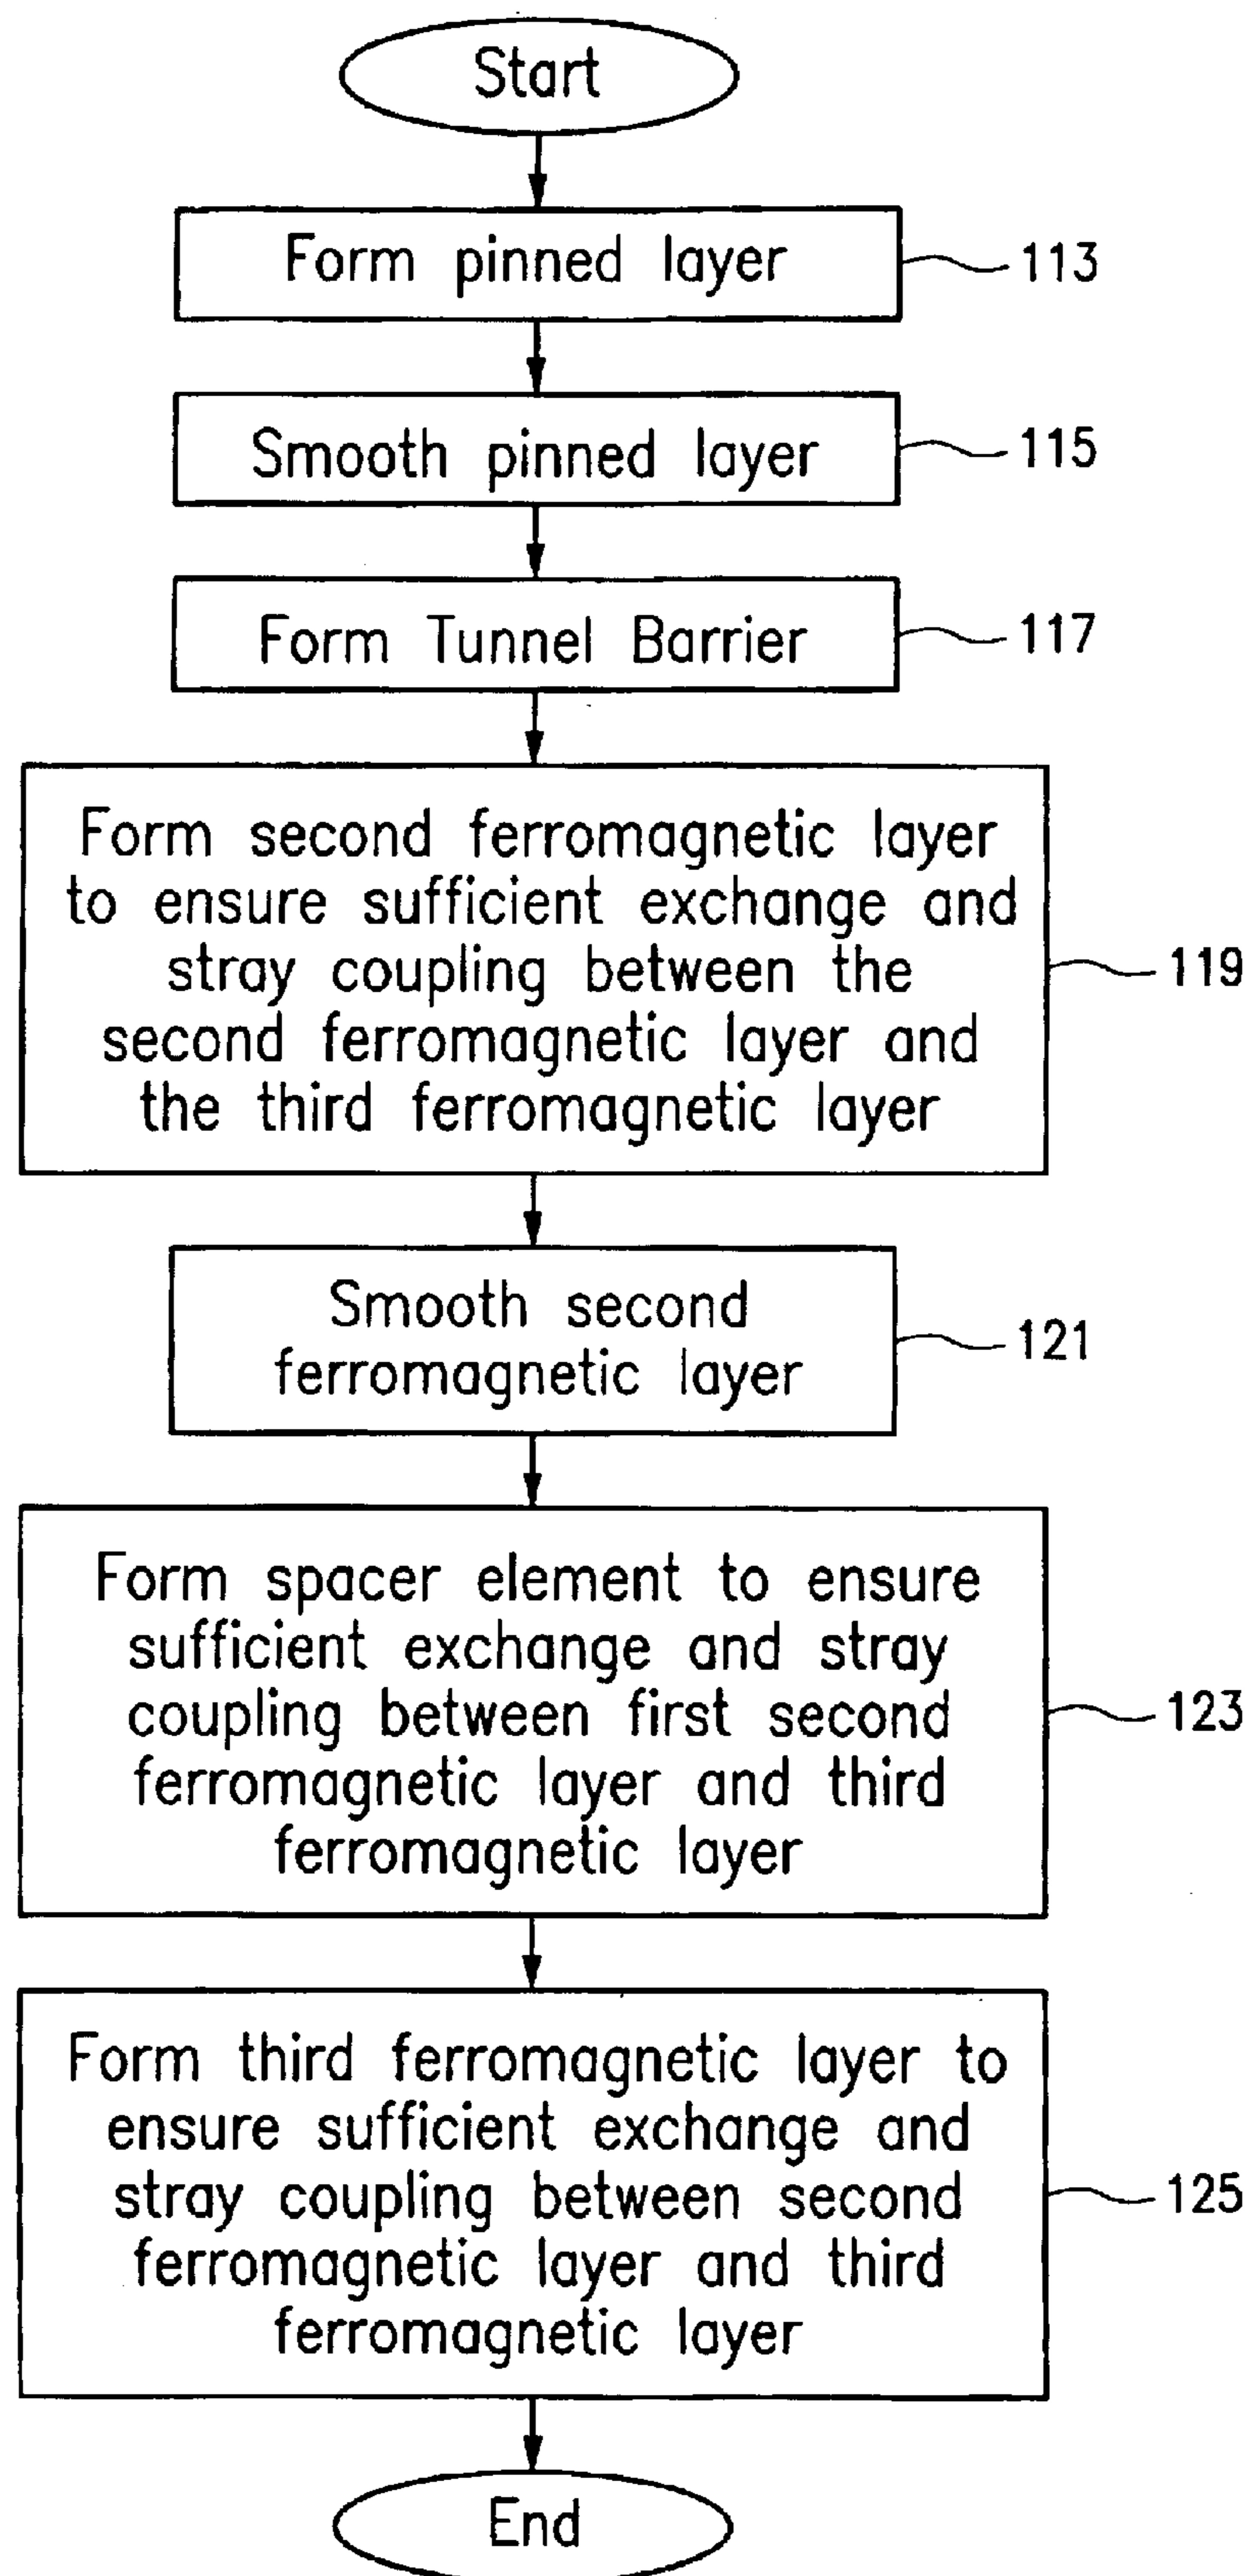 Start
Form pinned layer
113
Smooth pinned layer
115
Form Tunnel Barrier
117
Form second ferromagnetic layer
to ensure sufficient exchange and
stray coupling between the
second ferromagnetic layer and
the third ferromagnetic layer
119
Smooth second
ferromagnetic layer
121
Form spacer element to ensure
sufficient exchange and stray
coupling between first second
ferromagnetic layer and third
ferromagnetic layer
123
Form third ferromagnetic layer to
ensure sufficient exchange and
stray coupling between second
ferromagnetic layer and third
ferromagnetic layer
125
End